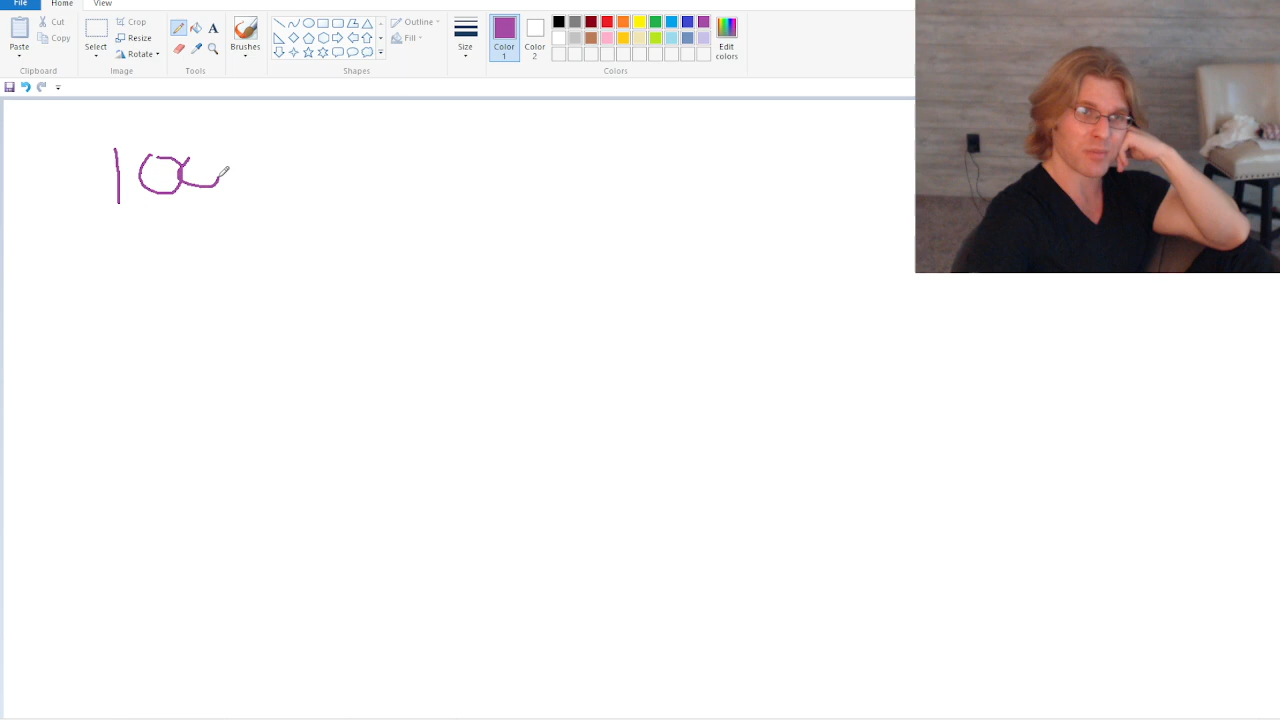 File Home View
Paste Cut Copy Select Crop Resize Rotate Brushes Outline Fill Size Color 1 Color 2 Edit colors
Clipboard Image Tools Shapes Colors
A